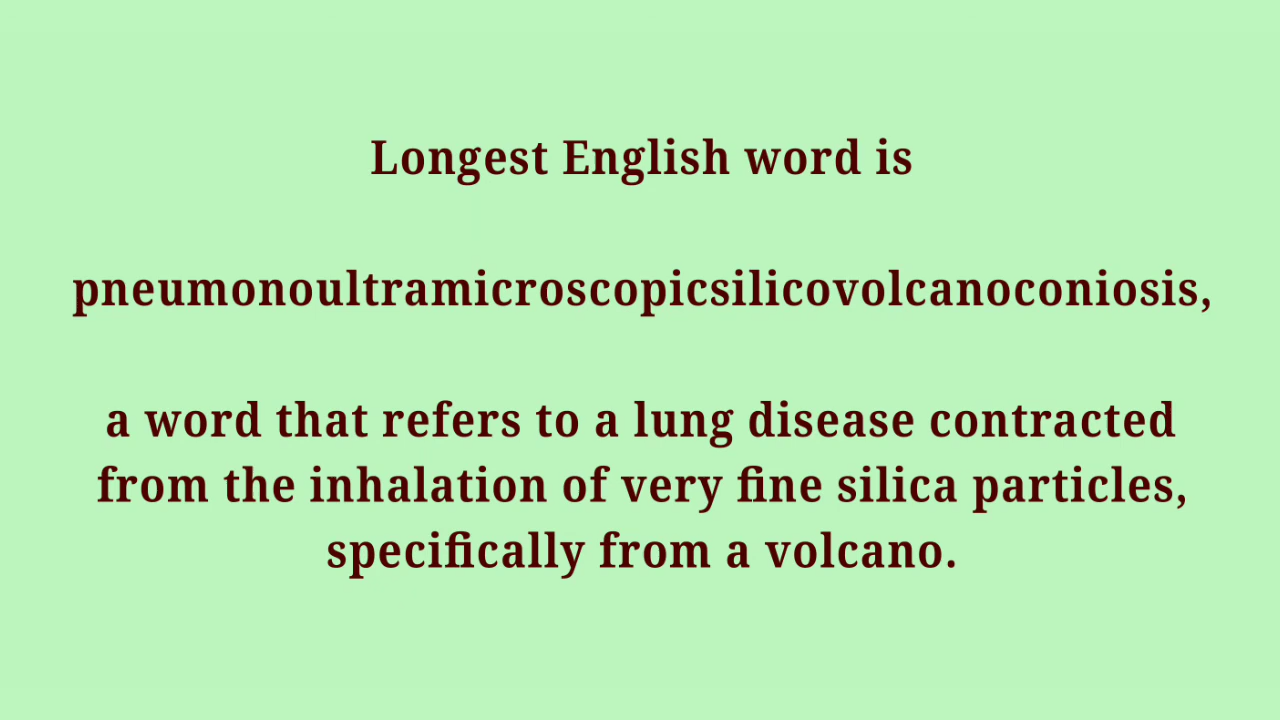 Longest English word is
pneumonoultramicroscopicsilicovolcanoconiosis,
a word that refers to a lung disease contracted
from the inhalation of very fine silica particles,
specifically from a volcano.